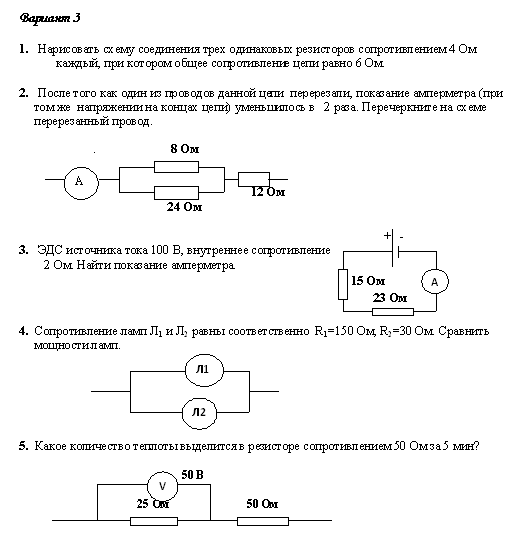 Вариант 3
1. Нарисовать схему соединения трех одинаковых резисторов сопротивлением 4 Ом
каждый, при котором общее сопротивление цепи равно 6 Ом.
2. После того как один из проводов данной цепи перерезали, показание амперметра (при
том же напряжении на концах цепи) уменьшилось в 2 раза. Перечеркните на схеме
перерезанный провод.
8 Ом
А
12 Ом
24 Ом
+ -
3. ЭДС источника тока 100 В, внутреннее сопротивление
2 Ом. Найти показание амперметра.
15 Ом
А
23 Ом
4. Сопротивление ламп Л₁ и Л₂ равны соответственно R₁=150 Ом, R₂=30 Ом. Сравнить
мощности ламп.
Л1
Л2
5. Какое количество теплоты выделится в резисторе сопротивлением 50 Ом за 5 мин?
50 В
V
25 Ом 50 Ом